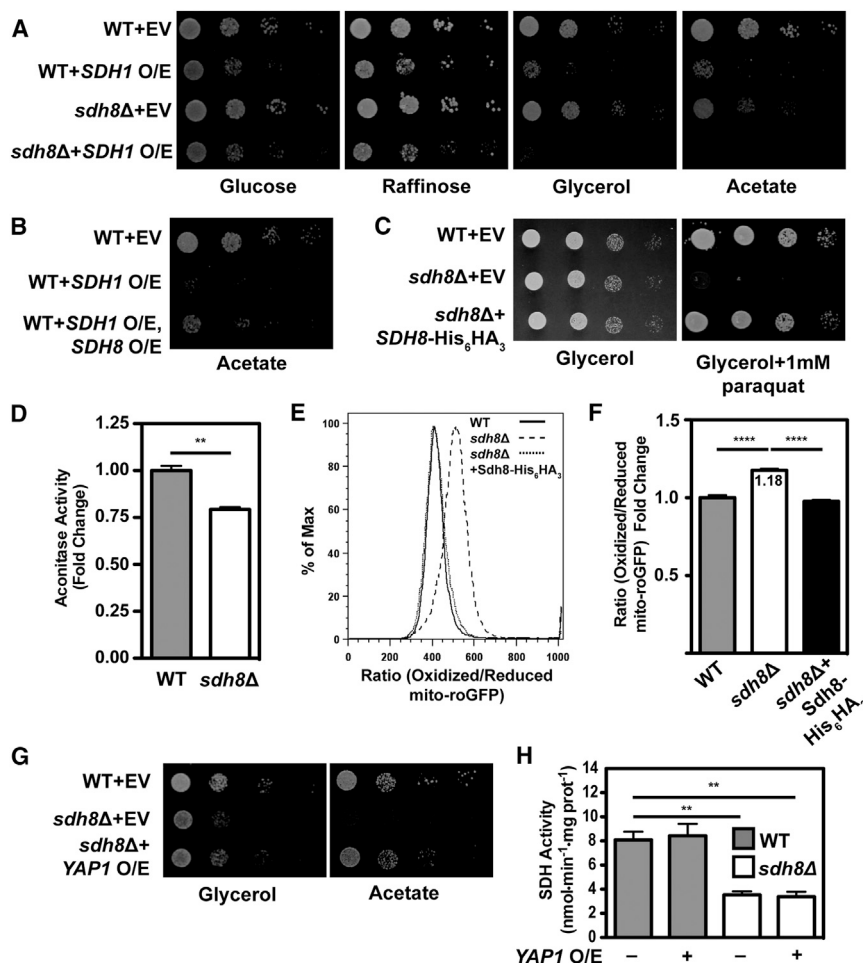 A
WT+EV
WT+SDH1 O/E
sdh8Δ+EV
sdh8Δ+SDH1 O/E
Glucose
Raffinose
Glycerol
Acetate
B
WT+EV
WT+SDH1 O/E
WT+SDH1 O/E,
SDH8 O/E
Acetate
C
WT+EV
sdh8Δ+EV
sdh8Δ+
SDH8-His6HA3
Glycerol
Glycerol+1mM
paraquat
D
Aconitase Activity
(Fold Change)
1.25
1.00
0.75
0.50
0.25
0.00
**
WT
sdh8Δ
E
% of Max
100
80
60
40
20
0
WT
sdh8Δ
sdh8Δ
+Sdh8-His6HA3
0 200 400 600 800 1000
Ratio (Oxidized/Reduced
mito-roGFP)
F
Ratio (Oxidized/Reduced
mito-roGFP) Fold Change
1.5
1.0
0.5
**** ****
1.18
WT
sdh8Δ
sdh8Δ+
Sdh8-
His6HA
G
WT+EV
sdh8Δ+EV
sdh8Δ+
YAP1 O/E
Glycerol
Acetate
H
SDH Activity
(nmol·min-1·mg prot-1)
14
12
10
8
6
4
2
0
**
**
WT
sdh8Δ
YAP1 O/E – + – +